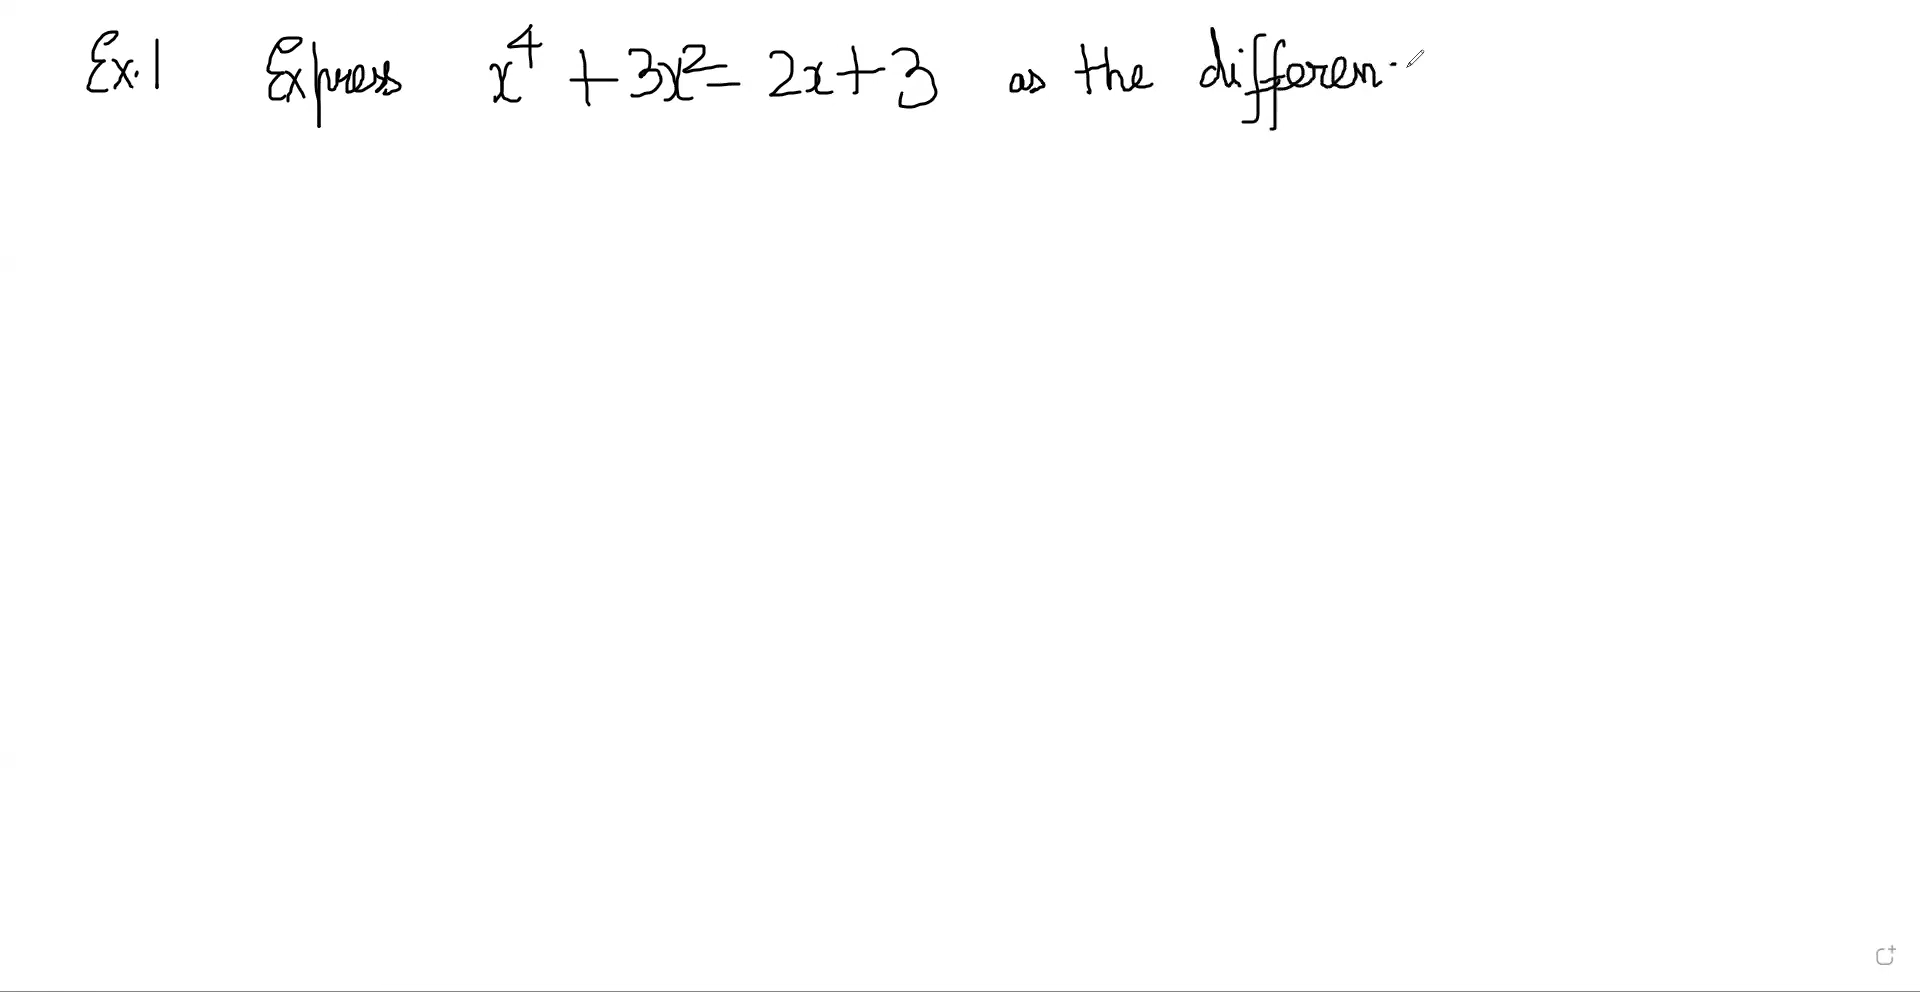 Ex.1 Express x⁴ + 3x² = 2x + 3 as the differen